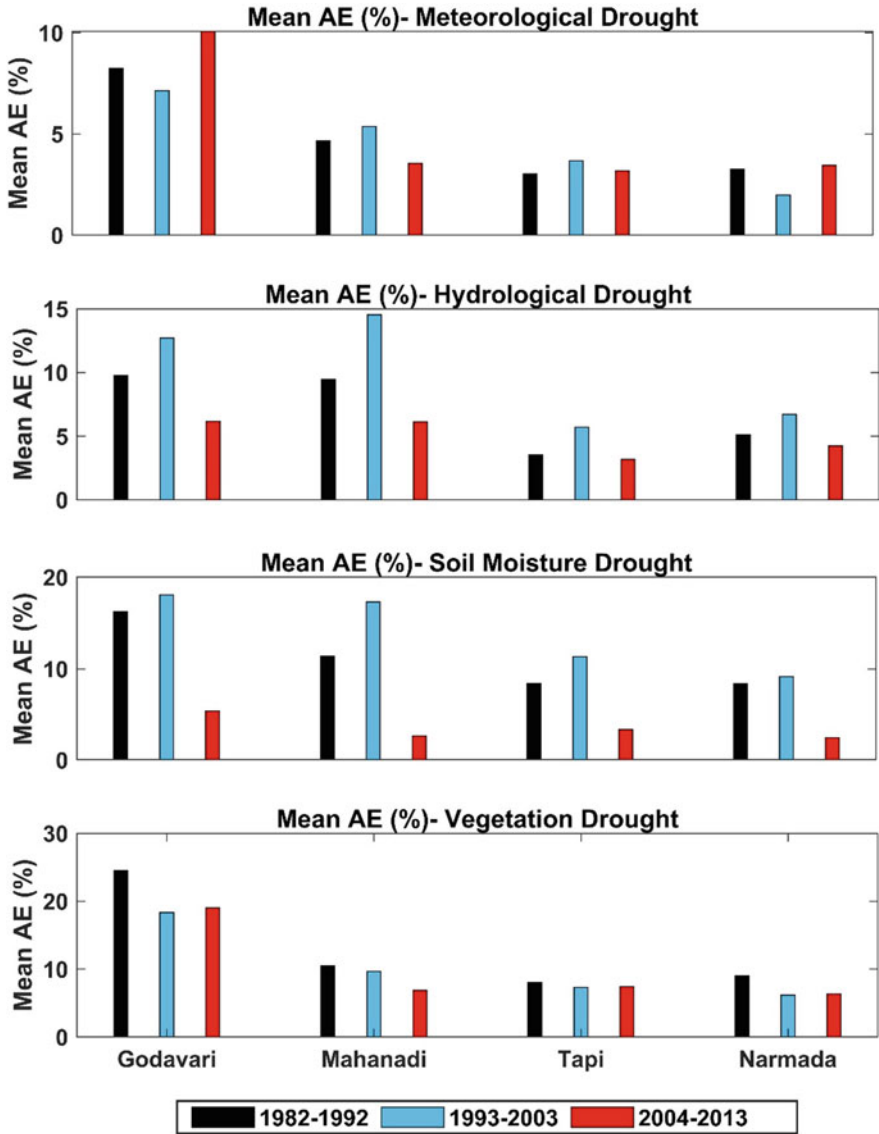 Mean AE (%)- Meteorological Drought
Mean AE (%)
10
5
0
Mean AE (%)- Hydrological Drought
Mean AE (%)
15
10
5
0
Mean AE (%)- Soil Moisture Drought
Mean AE (%)
20
10
0
Mean AE (%)- Vegetation Drought
Mean AE (%)
30
20
10
0
Godavari Mahanadi Tapi Narmada
1982-1992 1993-2003 2004-2013